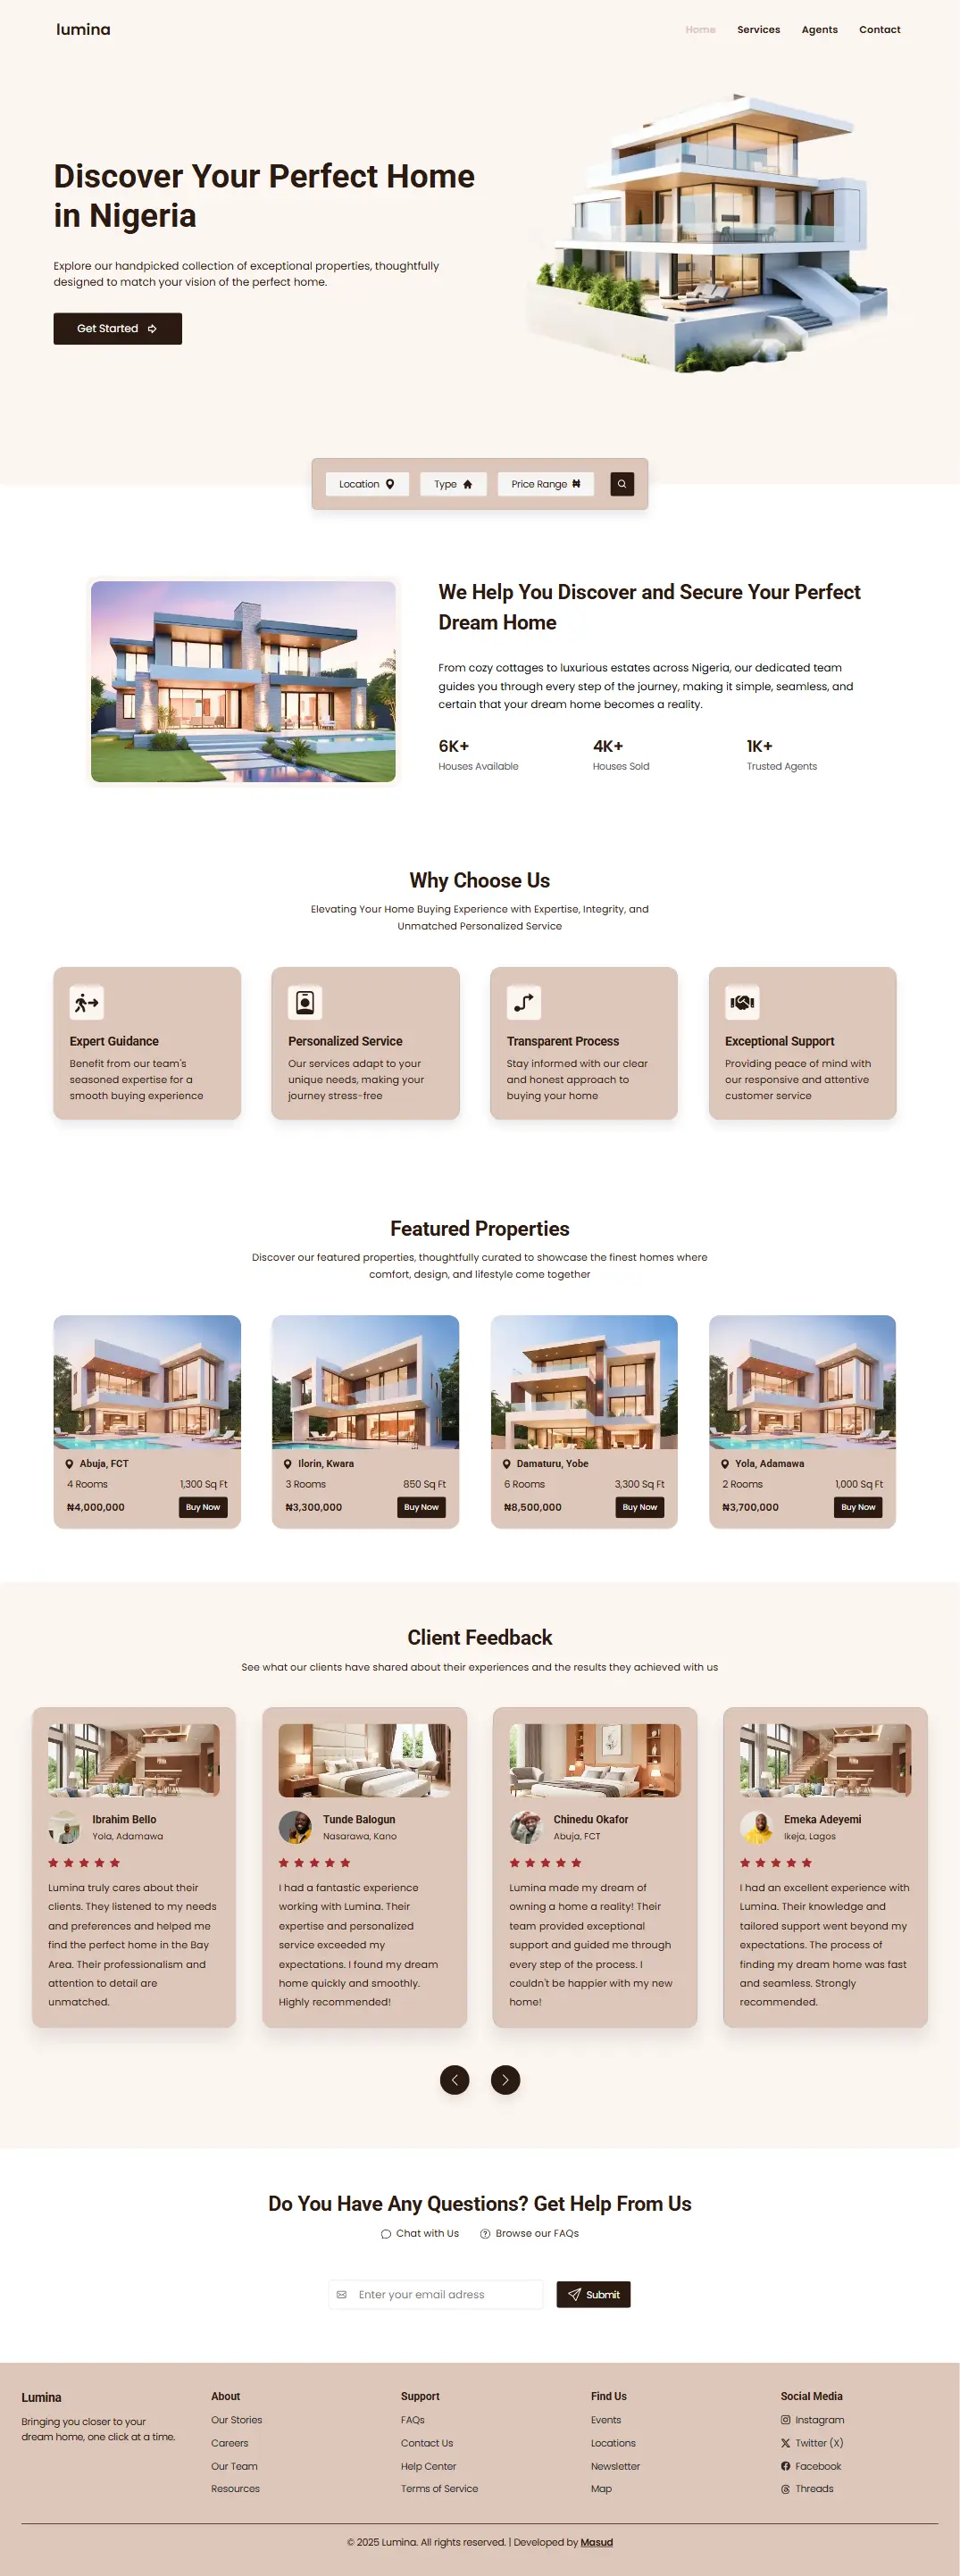 lumina
Home Services Agents Contact
Discover Your Perfect Home
in Nigeria
Explore our handpicked collection of exceptional properties, thoughtfully
designed to match your vision of the perfect home.
Get Started
Location Type Price Range ₦
We Help You Discover and Secure Your Perfect
Dream Home
From cozy cottages to luxurious estates across Nigeria, our dedicated team
guides you through every step of the journey, making it simple, seamless, and
certain that your dream home becomes a reality.
6K+ 4K+ 1K+
Houses Available Houses Sold Trusted Agents
Why Choose Us
Elevating Your Home Buying Experience with Expertise, Integrity, and
Unmatched Personalized Service
Expert Guidance
Benefit from our team's
seasoned expertise for a
smooth buying experience
Personalized Service
Our services adapt to your
unique needs, making your
journey stress-free
Transparent Process
Stay informed with our clear
and honest approach to
buying your home
Exceptional Support
Providing peace of mind with
our responsive and attentive
customer service
Featured Properties
Discover our featured properties, thoughtfully curated to showcase the finest homes where
comfort, design, and lifestyle come together
Abuja, FCT
4 Rooms 1,300 Sq Ft
₦4,000,000 Buy Now
Ilorin, Kwara
3 Rooms 850 Sq Ft
₦3,300,000 Buy Now
Damaturu, Yobe
6 Rooms 3,300 Sq Ft
₦8,500,000 Buy Now
Yola, Adamawa
2 Rooms 1,000 Sq Ft
₦3,700,000 Buy Now
Client Feedback
See what our clients have shared about their experiences and the results they achieved with us
Ibrahim Bello
Yola, Adamawa
Lumina truly cares about their
clients. They listened to my needs
and preferences and helped me
find the perfect home in the Bay
Area. Their professionalism and
attention to detail are
unmatched.
Tunde Balogun
Nasarawa, Kano
I had a fantastic experience
working with Lumina. Their
expertise and personalized
service exceeded my
expectations. I found my dream
home quickly and smoothly.
Highly recommended!
Chinedu Okafor
Abuja, FCT
Lumina made my dream of
owning a home a reality! Their
team provided exceptional
support and guided me through
every step of the process. I
couldn't be happier with my new
home!
Emeka Adeyemi
Ikeja, Lagos
I had an excellent experience with
Lumina. Their knowledge and
tailored support went beyond my
expectations. The process of
finding my dream home was fast
and seamless. Strongly
recommended.
Do You Have Any Questions? Get Help From Us
Chat with Us Browse our FAQs
Enter your email adress Submit
Lumina
Bringing you closer to your
dream home, one click at a time.
About
Our Stories
Careers
Our Team
Resources
Support
FAQs
Contact Us
Help Center
Terms of Service
Find Us
Events
Locations
Newsletter
Map
Social Media
Instagram
Twitter (X)
Facebook
Threads
© 2025 Lumina. All rights reserved. | Developed by Masud